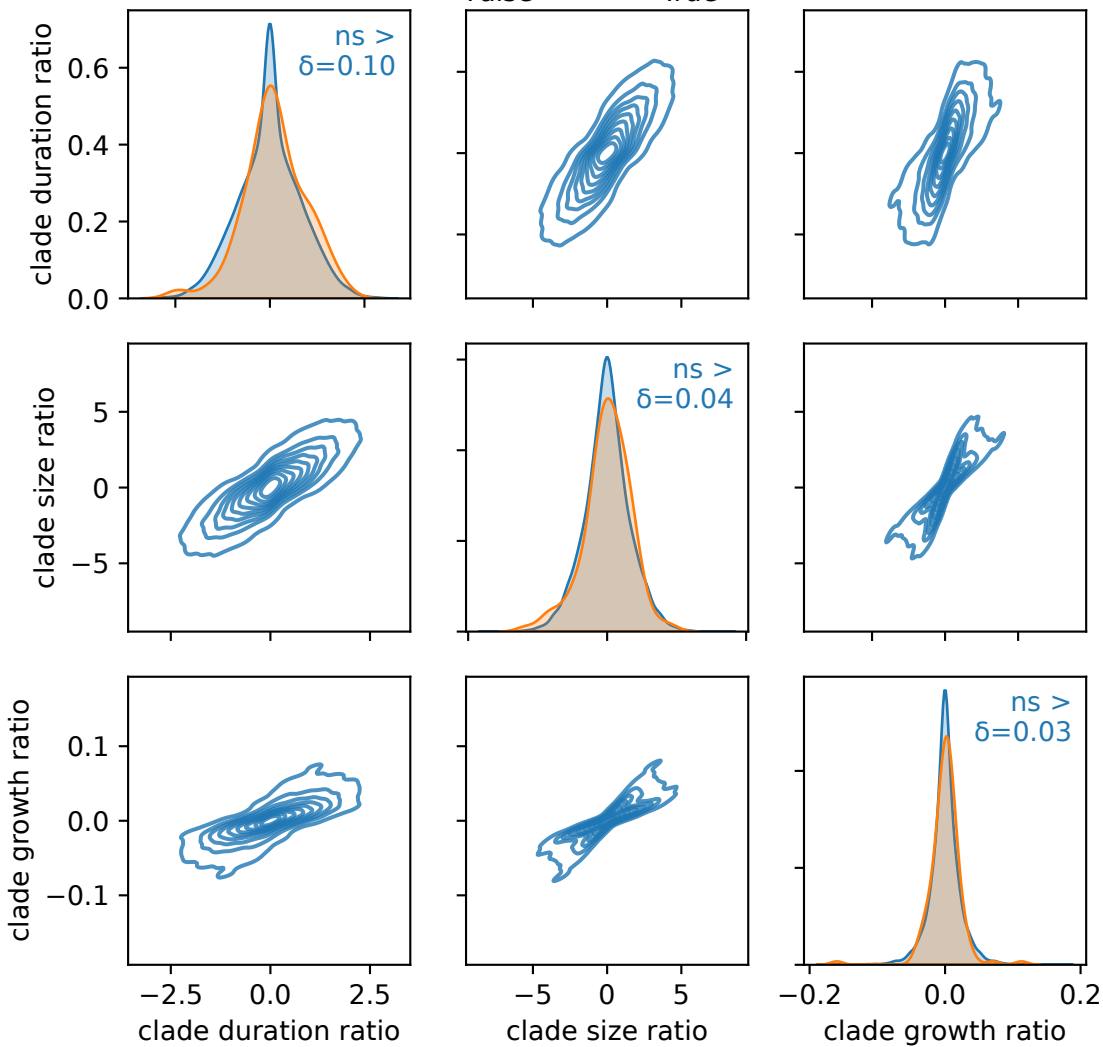 clade duration ratio
0.6
0.4
0.2
0.0
ns >
δ=0.10
clade size ratio
5
0
−5
ns >
δ=0.04
clade growth ratio
0.1
0.0
−0.1
ns >
δ=0.03
−2.5 0.0 2.5
−5 0 5
−0.2 0.0 0.2
clade duration ratio
clade size ratio
clade growth ratio